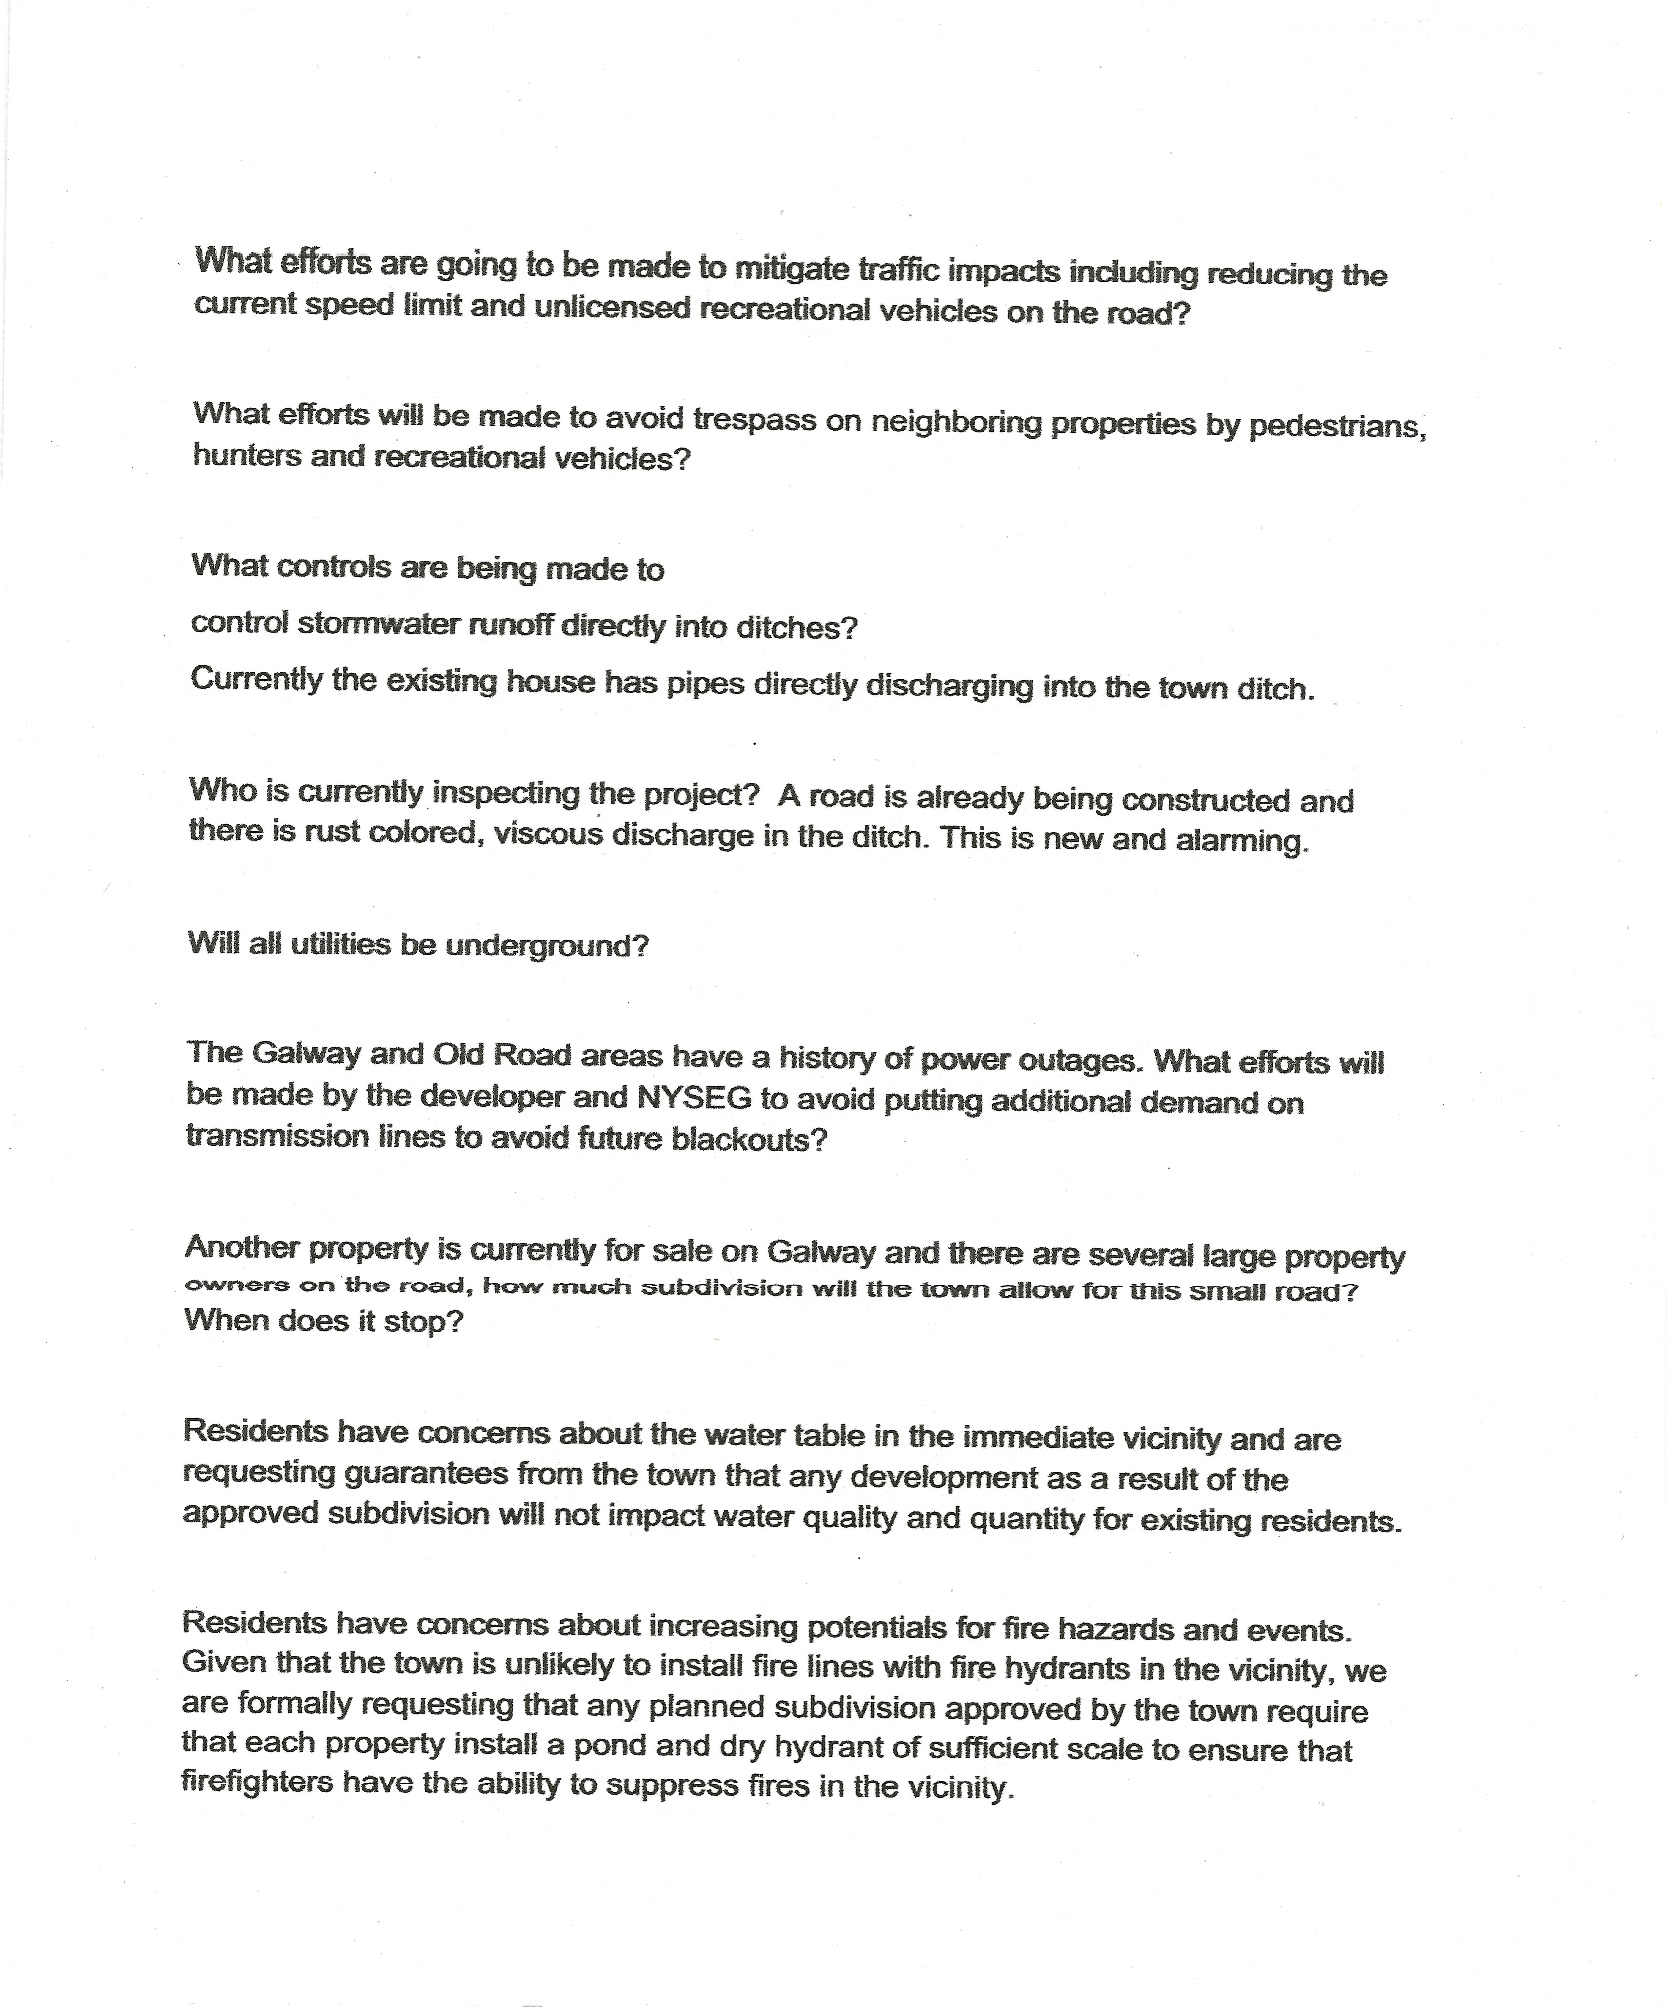 What efforts are going to be made to mitigate traffic impacts including reducing the
current speed limit and unlicensed recreational vehicles on the road?
What efforts will be made to avoid trespass on neighboring properties by pedestrians,
hunters and recreational vehicles?
What controls are being made to
control stormwater runoff directly into ditches?
Currently the existing house has pipes directly discharging into the town ditch.
Who is currently inspecting the project?  A road is already being constructed and
there is rust colored, viscous discharge in the ditch. This is new and alarming.
Will all utilities be underground?
The Galway and Old Road areas have a history of power outages. What efforts will
be made by the developer and NYSEG to avoid putting additional demand on
transmission lines to avoid future blackouts?
Another property is currently for sale on Galway and there are several large property
owners on the road, how much subdivision will the town allow for this small road?
When does it stop?
Residents have concerns about the water table in the immediate vicinity and are
requesting guarantees from the town that any development as a result of the
approved subdivision will not impact water quality and quantity for existing residents.
Residents have concerns about increasing potentials for fire hazards and events.
Given that the town is unlikely to install fire lines with fire hydrants in the vicinity, we
are formally requesting that any planned subdivision approved by the town require
that each property install a pond and dry hydrant of sufficient scale to ensure that
firefighters have the ability to suppress fires in the vicinity.